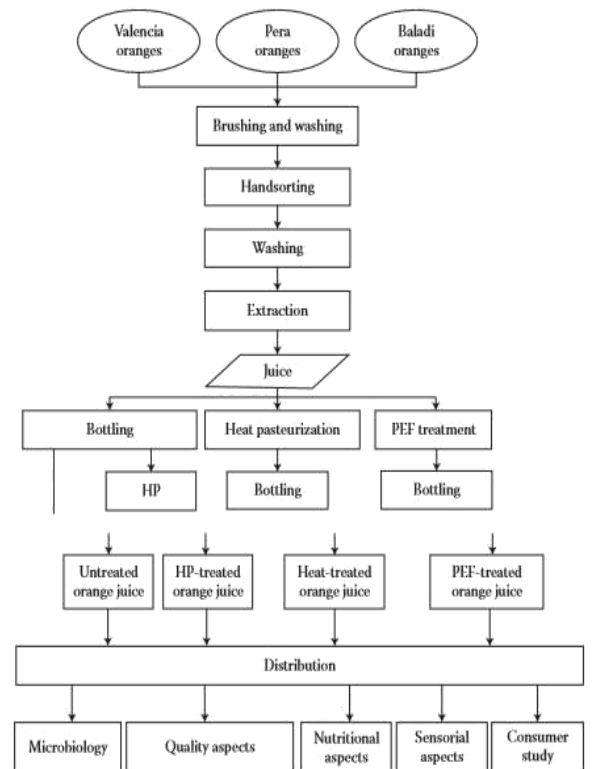 Valencia
oranges
Pera
oranges
Baladi
oranges
Brushing and washing
Handsorting
Washing
Extraction
Juice
Bottling
Heat pasteurization
PEF treatment
HP
Bottling
Bottling
Untreated
orange juice
HP-treated
orange juice
Heat-treated
orange juice
PEF-treated
orange juice
Distribution
Microbiology
Quality aspects
Nutritional
aspects
Sensorial
aspects
Consumer
study